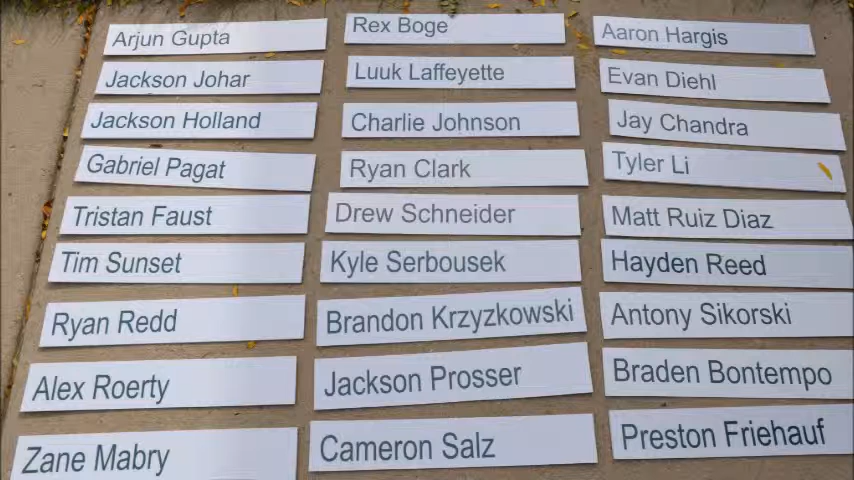 Arjun Gupta
Jackson Johar
Jackson Holland
Gabriel Pagat
Tristan Faust
Tim Sunset
Ryan Redd
Alex Roerty
Zane Mabry
Rex Boge
Luuk Laffeyette
Charlie Johnson
Ryan Clark
Drew Schneider
Kyle Serbousek
Brandon Krzyzkowski
Jackson Prosser
Cameron Salz
Aaron Hargis
Evan Diehl
Jay Chandra
Tyler Li
Matt Ruiz Diaz
Hayden Reed
Antony Sikorski
Braden Bontempo
Preston Friehauf